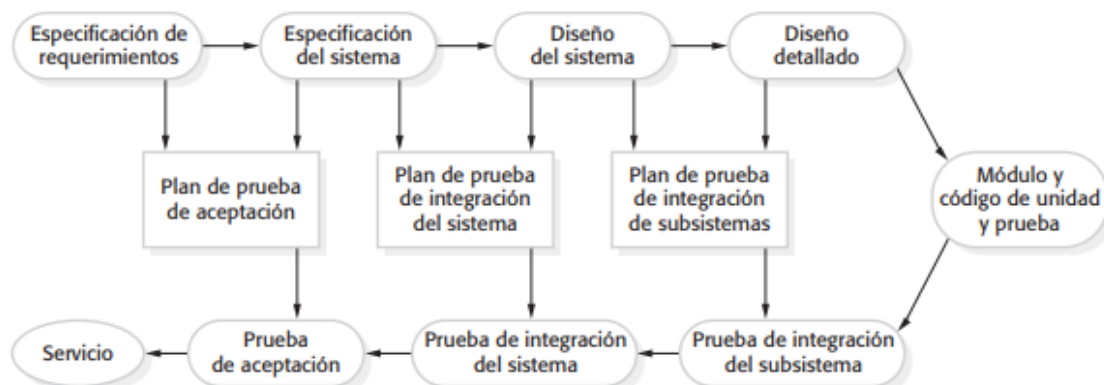 Especificación de
requerimientos
Especificación
del sistema
Diseño
del sistema
Diseño
detallado
Plan de prueba
de aceptación
Plan de prueba
de integración
del sistema
Plan de prueba
de integración
de subsistemas
Módulo y
código de unidad
y prueba
Servicio
Prueba
de aceptación
Prueba de integración
del sistema
Prueba de integración
del subsistema